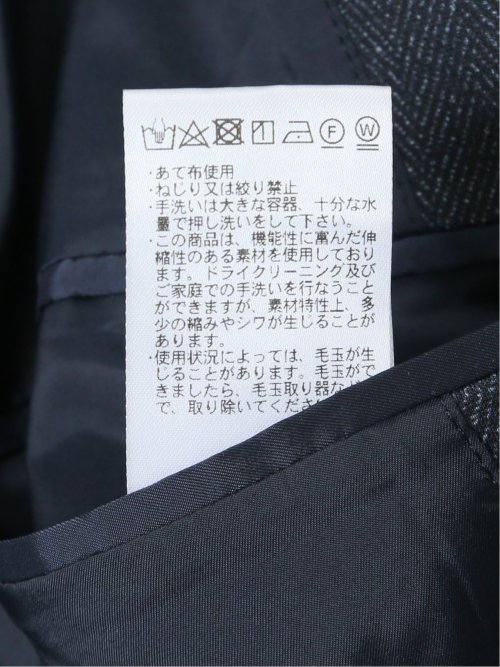 F W
・あて布使用
・ねじり又は絞り禁止
・手洗いは大きな容器、十分な水
量で押し洗いをして下さい。
・この商品は、機能性に富んだ伸
縮性のある素材を使用しており
ます。ドライクリーニング及び
ご家庭での手洗を行なうこと
ができますが、素材特性上、多
少の縮みやシワが生じることが
あります。
・使用状況によっては、毛玉が生
じることがあります。毛玉がで
きましたら、毛玉取り器など
で、取り除いてくださ